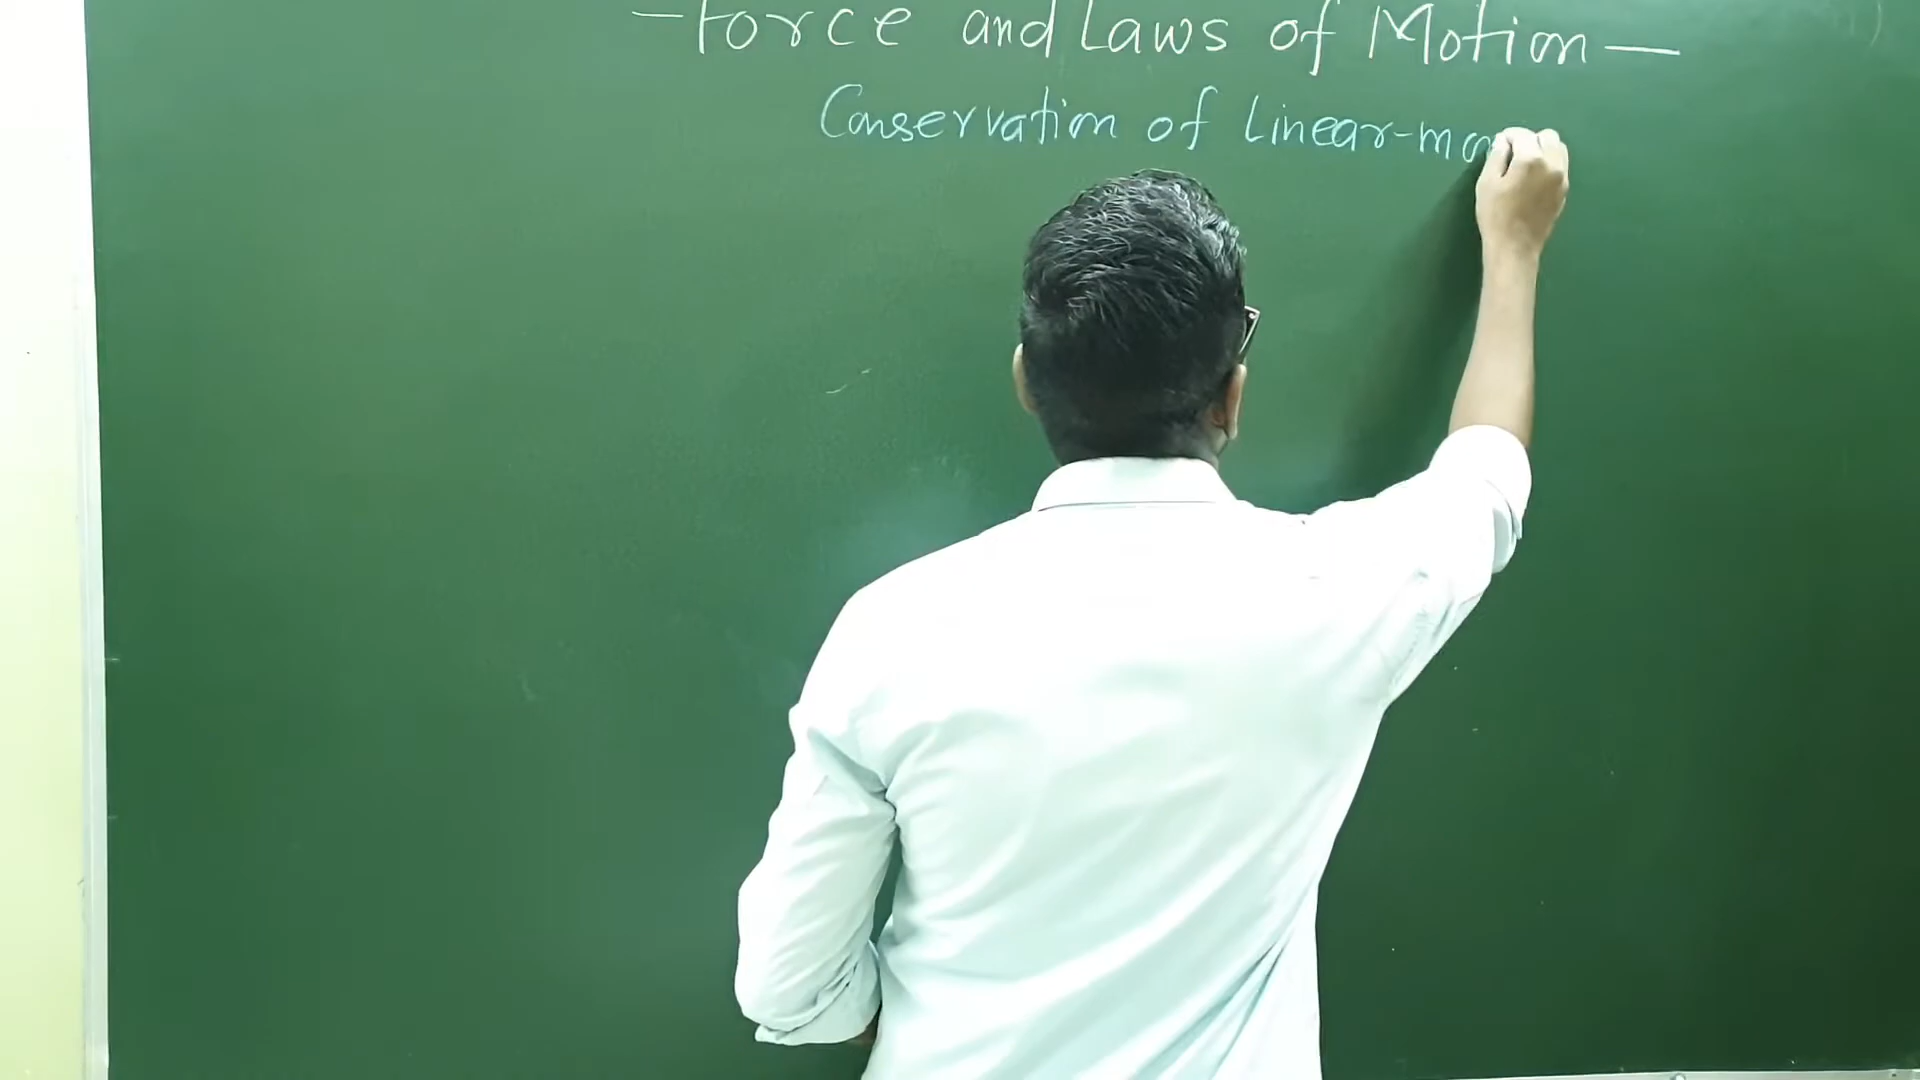 —Force and Laws of Motion—
Conservation of Linear-mo